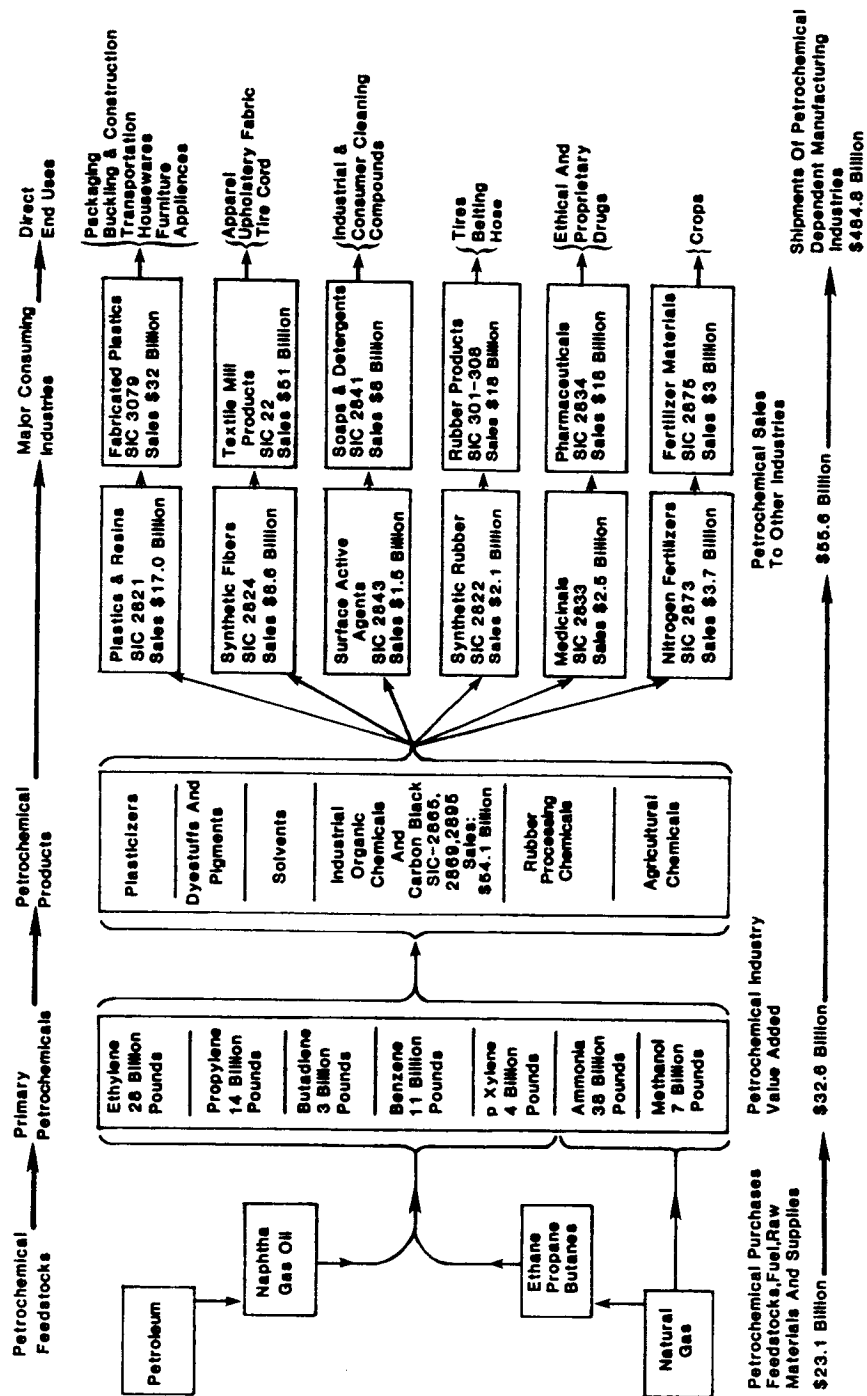 Petrochemical
Feedstocks
Primary
Petrochemicals
Petrochemical
Products
Major Consuming
Industries
Direct
End Uses
Petroleum
Naphtha
Gas Oil
Ethane
Propane
Butanes
Natural
Gas
Ethylene
28 Billion
Pounds
Propylene
14 Billion
Pounds
Butadiene
3 Billion
Pounds
Benzene
11 Billion
Pounds
p Xylene
4 Billion
Pounds
Ammonia
38 Billion
Pounds
Methanol
7 Billion
Pounds
Plasticizers
Dyestuffs And
Pigments
Solvents
Industrial
Organic
Chemicals
And
Carbon Black
SIC-2865,
2869,2895
Sales:
$54.1 Billion
Rubber
Processing
Chemicals
Agricultural
Chemicals
Plastics & Resins
SIC 2821
Sales $17.0 Billion
Synthetic Fibers
SIC 2824
Sales $8.6 Billion
Surface Active
Agents
SIC 2843
Sales $1.5 Billion
Synthetic Rubber
SIC 2822
Sales $2.1 Billion
Medicinals
SIC 2833
Sales $2.5 Billion
Nitrogen Fertilizers
SIC 2873
Sales $3.7 Billion
Fabricated Plastics
SIC 3079
Sales $32 Billion
Textile Mill
Products
SIC 22
Sales $51 Billion
Soaps & Detergents
SIC 2841
Sales $8 Billion
Rubber Products
SIC 301-308
Sales $18 Billion
Pharmaceuticals
SIC 2834
Sales $18 Billion
Fertilizer Materials
SIC 2875
Sales $3 Billion
Packaging
Buckling & Construction
Transportation
Housewares
Furniture
Appliances
Apparel
Upholatery Fabric
Tire Cord
Industrial &
Consumer Cleaning
Compounds
Tires
Belting
Hose
Ethical And
Proprietary
Drugs
Crops
Petrochemical Purchases
Feedstocks,Fuel,Raw
Materials And Supplies
$23.1 Billion
Petrochemical Industry
Value Added
$32.6 Billion
Petrochemical Sales
To Other Industries
$55.6 Billion
Shipments Of Petrochemical
Dependent Manufacturing
Industries
$484.8 Billion